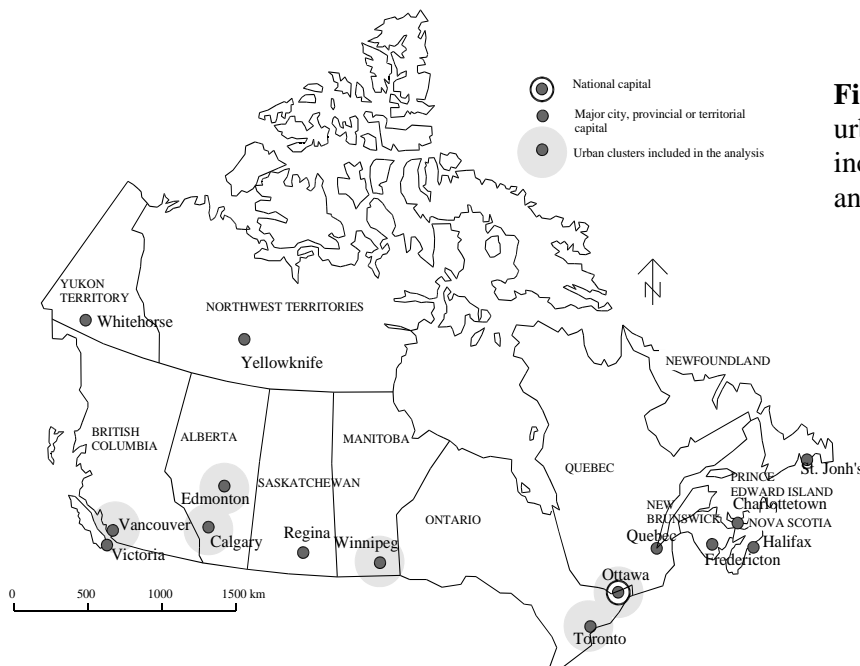 National capital
Major city, provincial or territorial
capital
Urban clusters included in the analysis
Fi
urb
inc
an
N
YUKON
TERRITORY
Whitehorse
NORTHWEST TERRITORIES
Yellowknife
NEWFOUNDLAND
BRITISH
COLUMBIA
ALBERTA
MANITOBA
QUEBEC
St. Jonh's
Edmonton
SASKATCHEWAN
PRINCE
EDWARD ISLAND
Charlottetown
NEW
BRUNSWICK
NOVA SCOTIA
ONTARIO
Vancouver
Victoria
Calgary
Regina
Winnipeg
Quebec
Fredericton
Halifax
Ottawa
Toronto
0 500 1000 1500 km